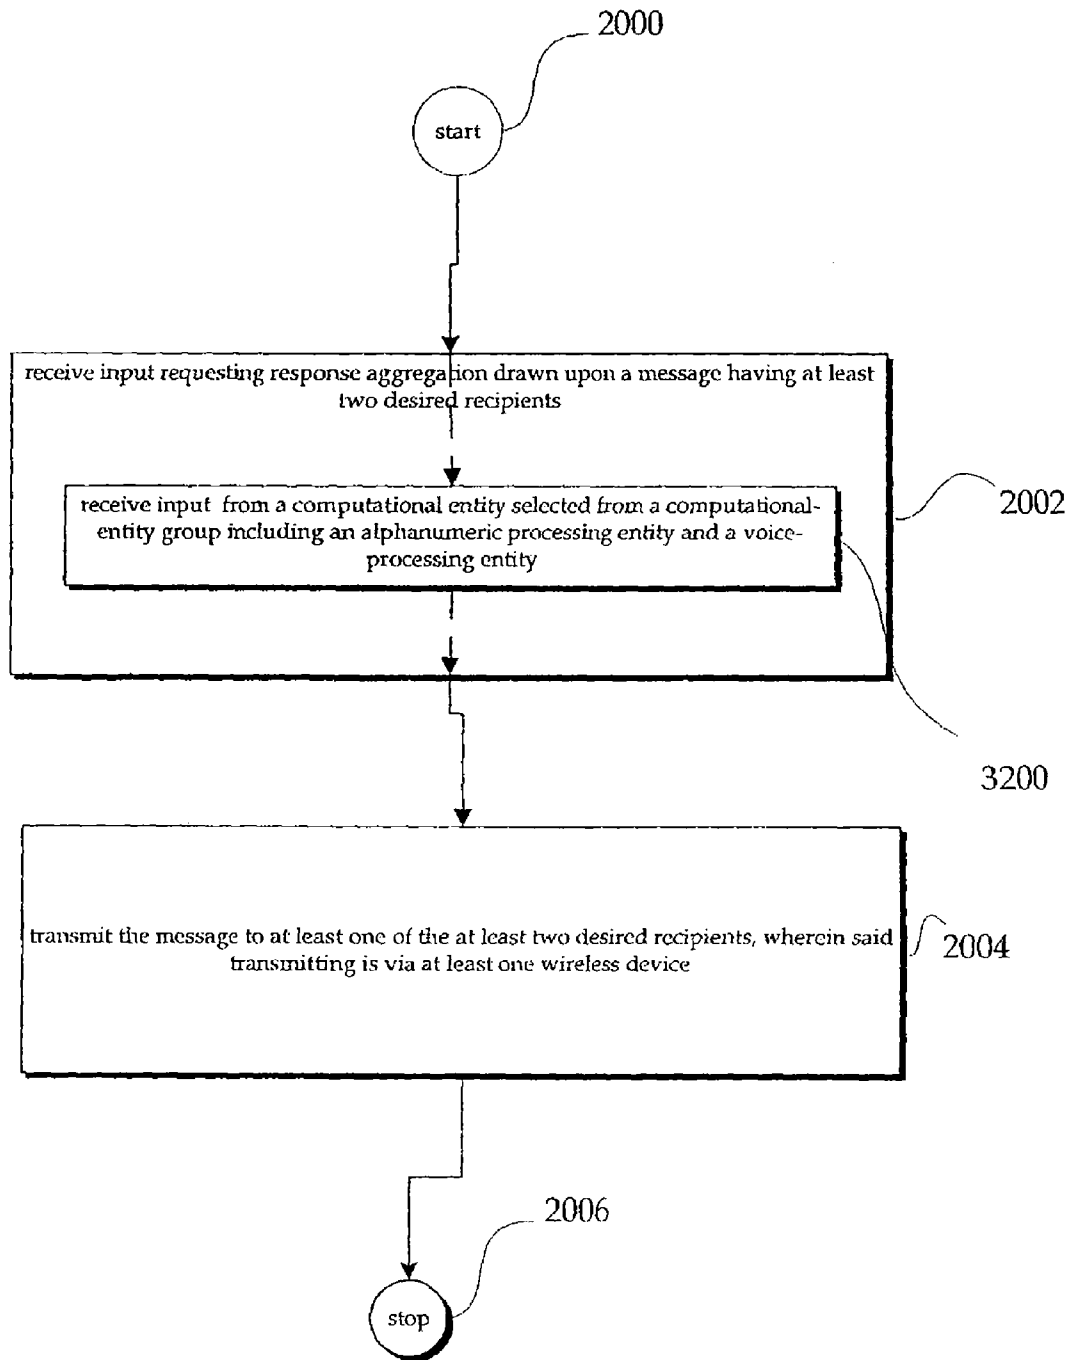 2000
start
receive input requesting response aggregation drawn upon a message having at least
two desired recipients
receive input from a computational entity selected from a computational-
entity group including an alphanumeric processing entity and a voice-
processing entity
2002
3200
transmit the message to at least one of the at least two desired recipients, wherein said
transmitting is via at least one wireless device
2004
2006
stop